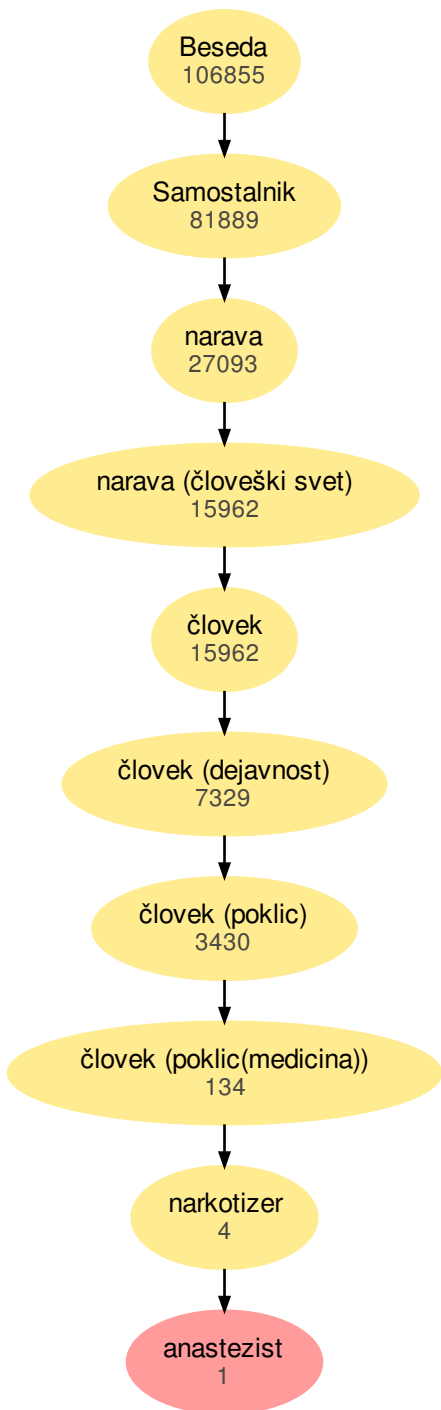 Beseda
106855
Samostalnik
81889
narava
27093
narava (človeški svet)
15962
človek
15962
človek (dejavnost)
7329
človek (poklic)
3430
človek (poklic(medicina))
134
narkotizer
4
anastezist
1